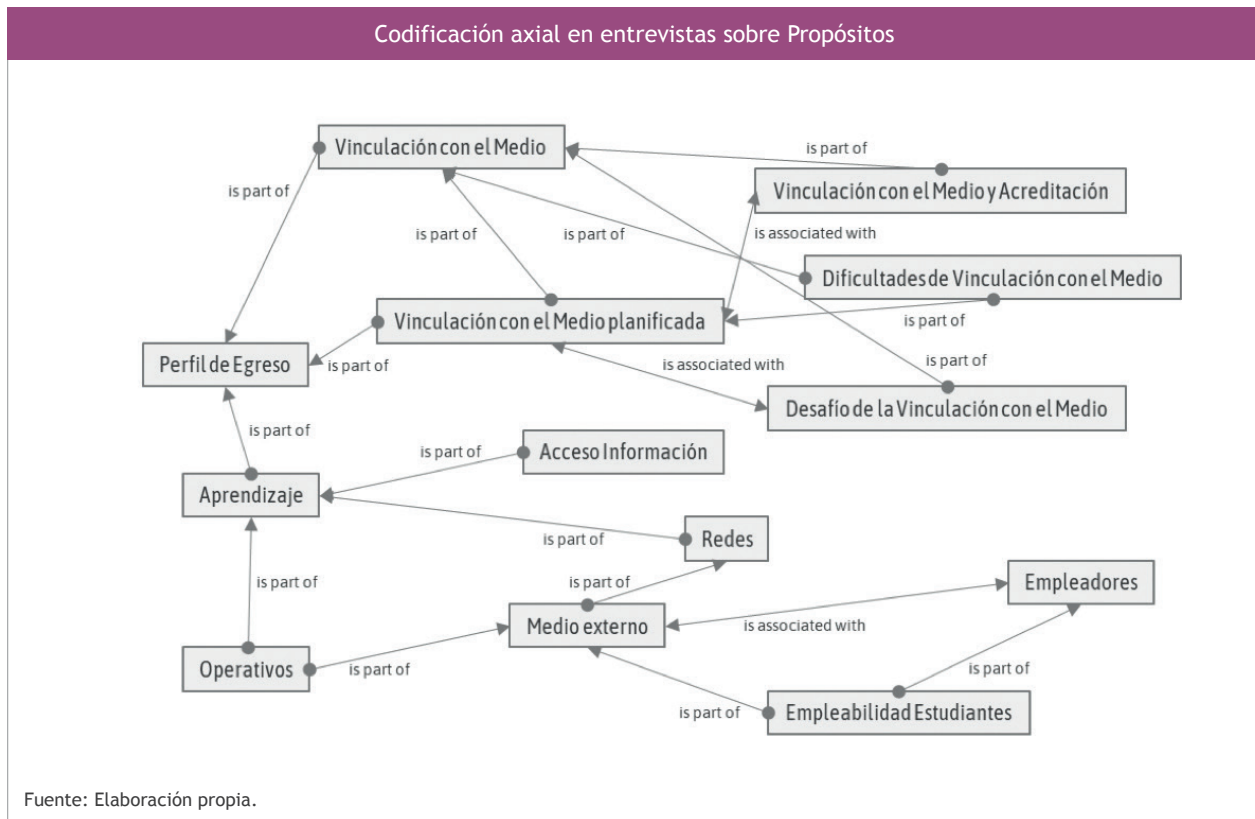 Codificación axial en entrevistas sobre Propósitos
Vinculación con el Medio
is part of
Vinculación con el Medio y Acreditación
is part of
is part of
is part of
is associated with
Dificultades de Vinculación con el Medio
Vinculación con el Medio planificada
is part of
Perfil de Egreso
is part of
is associated with
is part of
Desafío de la Vinculación con el Medio
is part of
is part of
Acceso Información
Aprendizaje
is part of
Redes
is part of
is part of
Empleadores
Medio externo
is associated with
Operativos
is part of
is part of
is part of
Empleabilidad Estudiantes
Fuente: Elaboración propia.